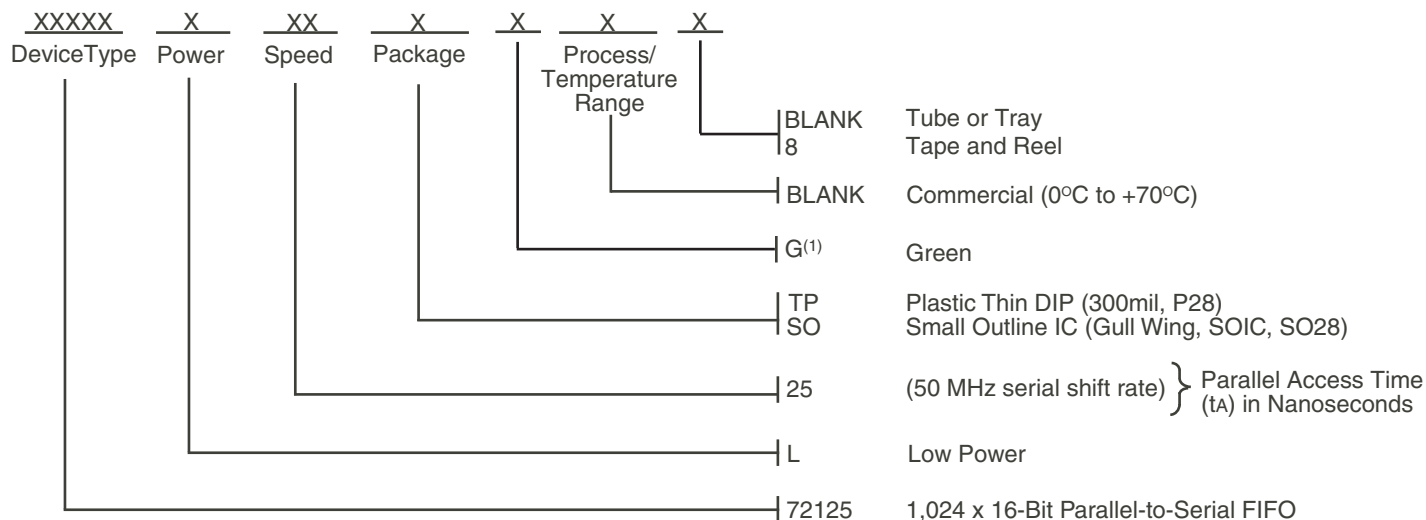 XXXXX X XX X X X X
DeviceType Power Speed Package Process/
Temperature
Range
BLANK Tube or Tray
8 Tape and Reel
BLANK Commercial (0°C to +70°C)
G(1) Green
TP Plastic Thin DIP (300mil, P28)
SO Small Outline IC (Gull Wing, SOIC, SO28)
25 (50 MHz serial shift rate) } Parallel Access Time
(tA) in Nanoseconds
L Low Power
72125 1,024 x 16-Bit Parallel-to-Serial FIFO